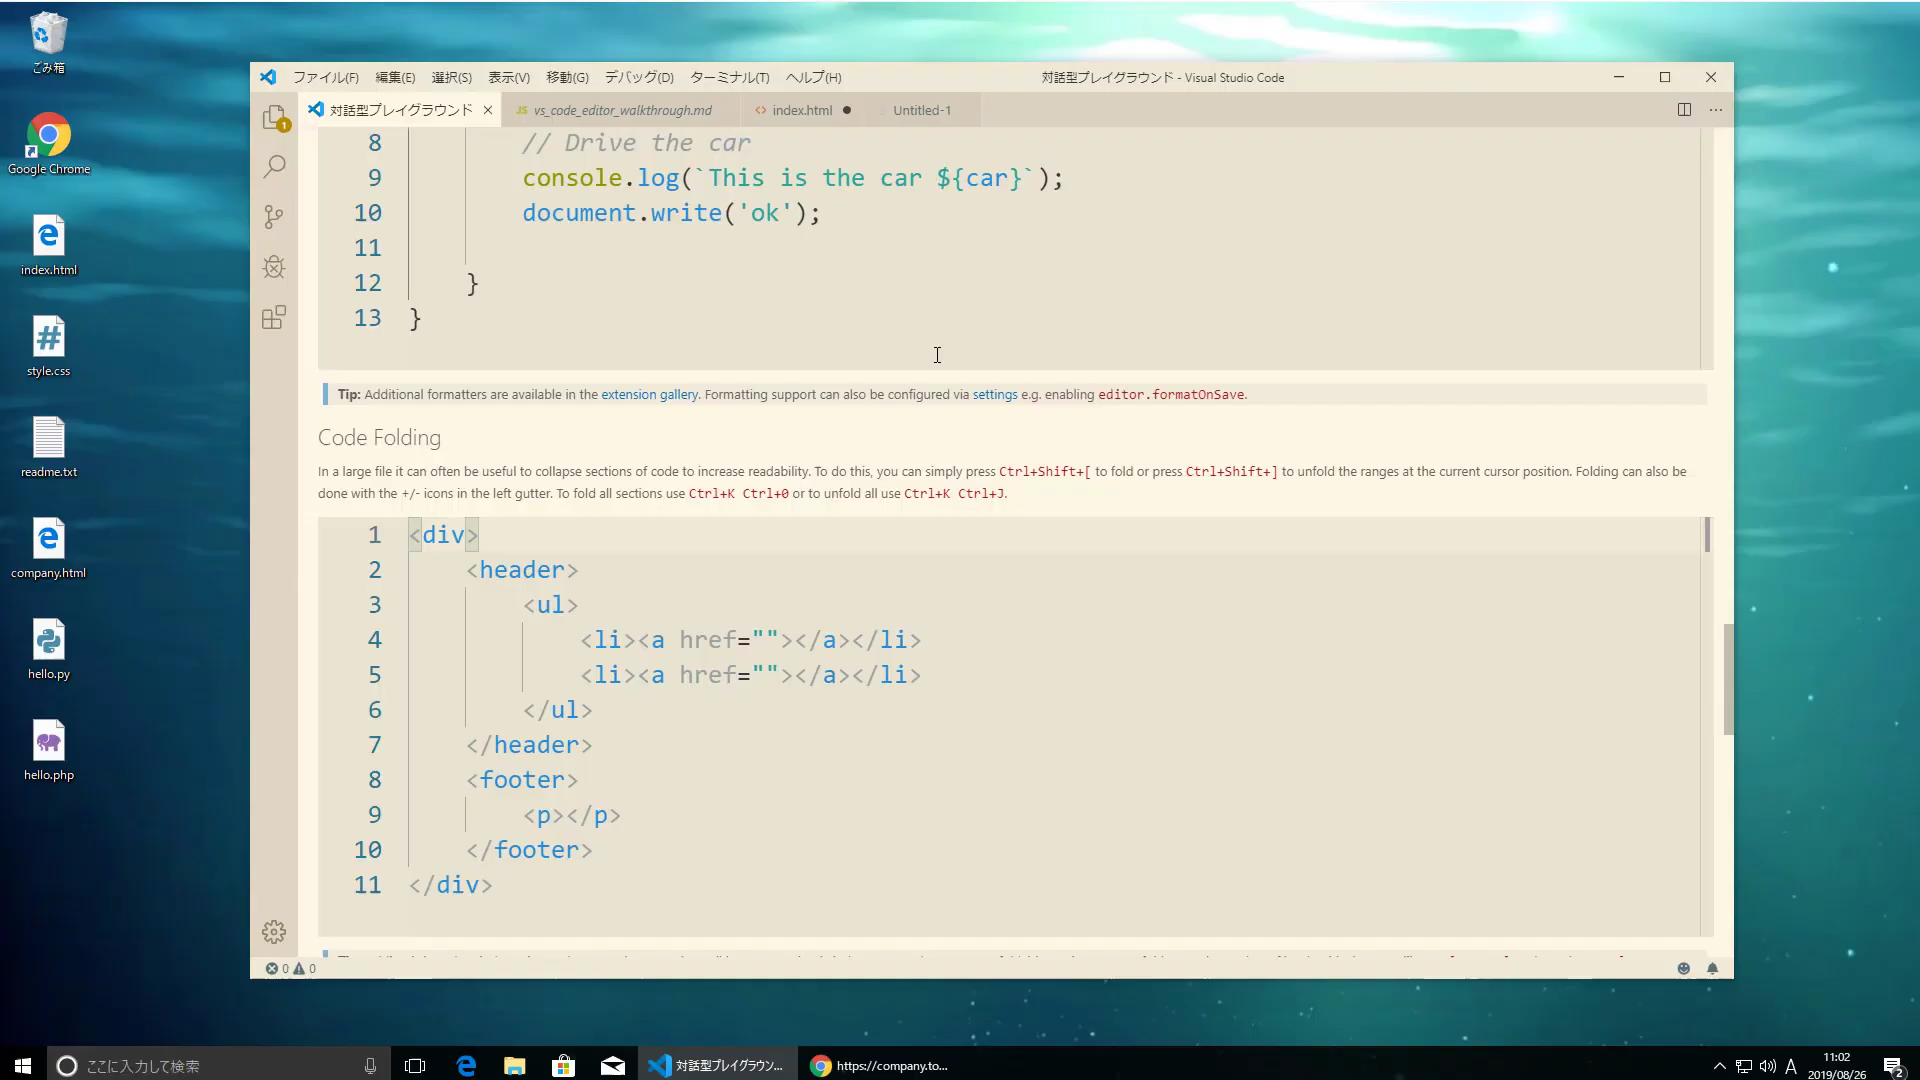 ごみ箱
Google Chrome
index.html
style.css
readme.txt
company.html
hello.py
hello.php
ファイル(F) 編集(E) 選択(S) 表示(V) 移動(G) デバッグ(D) ターミナル(T) ヘルプ(H) 対話型プレイグラウンド - Visual Studio Code
対話型プレイグラウンド JS vs_code_editor_walkthrough.md <> index.html Untitled-1
1
8 // Drive the car
9 console.log(`This is the car ${car}`);
10 document.write('ok');
11
12 }
13 }
Tip: Additional formatters are available in the extension gallery. Formatting support can also be configured via settings e.g. enabling editor.formatOnSave.
Code Folding
In a large file it can often be useful to collapse sections of code to increase readability. To do this, you can simply press Ctrl+Shift+[ to fold or press Ctrl+Shift+] to unfold the ranges at the current cursor position. Folding can also be
done with the +/- icons in the left gutter. To fold all sections use Ctrl+K Ctrl+0 or to unfold all use Ctrl+K Ctrl+J.
1 <div>
2 <header>
3 <ul>
4 <li><a href=""></a></li>
5 <li><a href=""></a></li>
6 </ul>
7 </header>
8 <footer>
9 <p></p>
10 </footer>
11 </div>
0 0
ここに入力して検索
対話型プレイグラウン...
https://company.to...
A
11:02
2019/08/26
2